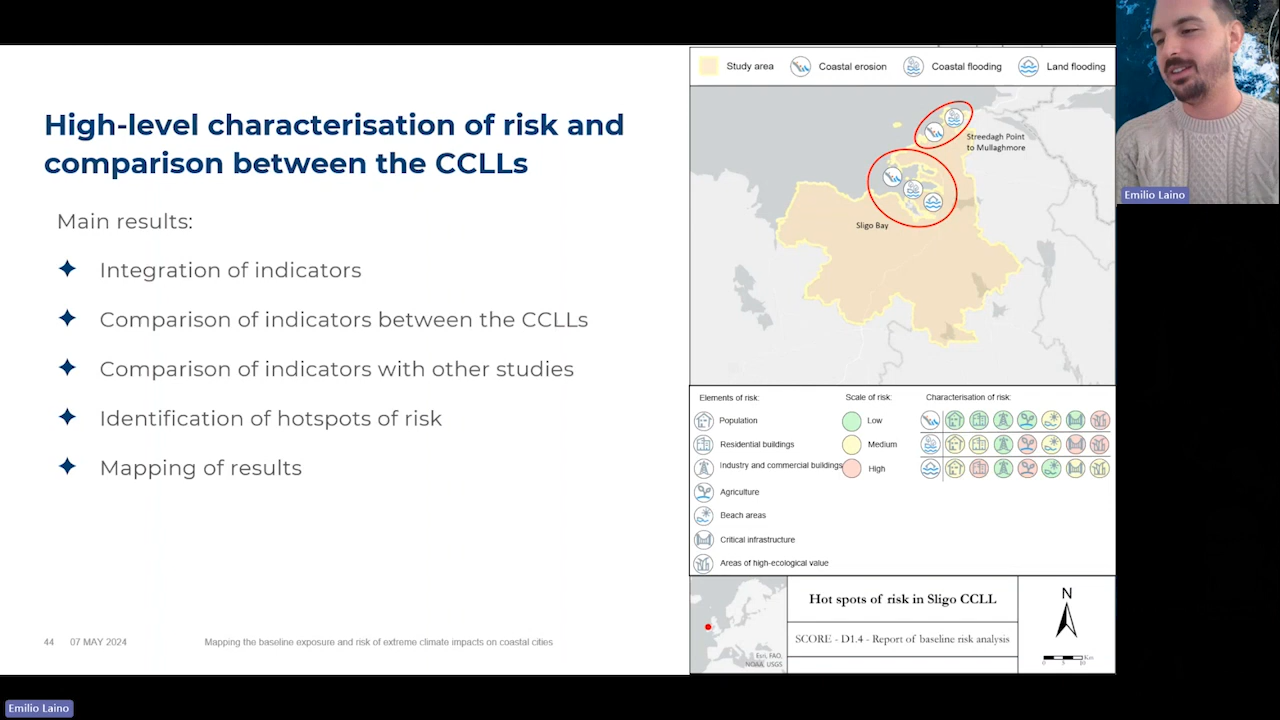 High-level characterisation of risk and
comparison between the CCLLs
Main results:
Integration of indicators
Comparison of indicators between the CCLLs
Comparison of indicators with other studies
Identification of hotspots of risk
Mapping of results
44 07 MAY 2024 Mapping the baseline exposure and risk of extreme climate impacts on coastal cities
Study area Coastal erosion Coastal flooding Land flooding
Streedagh Point
to Mullaghmore
Sligo Bay
Elements of risk: Scale of risk: Characterisation of risk:
Population Low
Residential buildings Medium
Industry and commercial buildings High
Agriculture
Beach areas
Critical infrastructure
Areas of high-ecological value
Hot spots of risk in Sligo CCLL
SCORE - D1.4 - Report of baseline risk analysis
Esri, FAO,
NOAA, USGS
N
Km
0 5 10
Emilio Laino
Emilio Laino